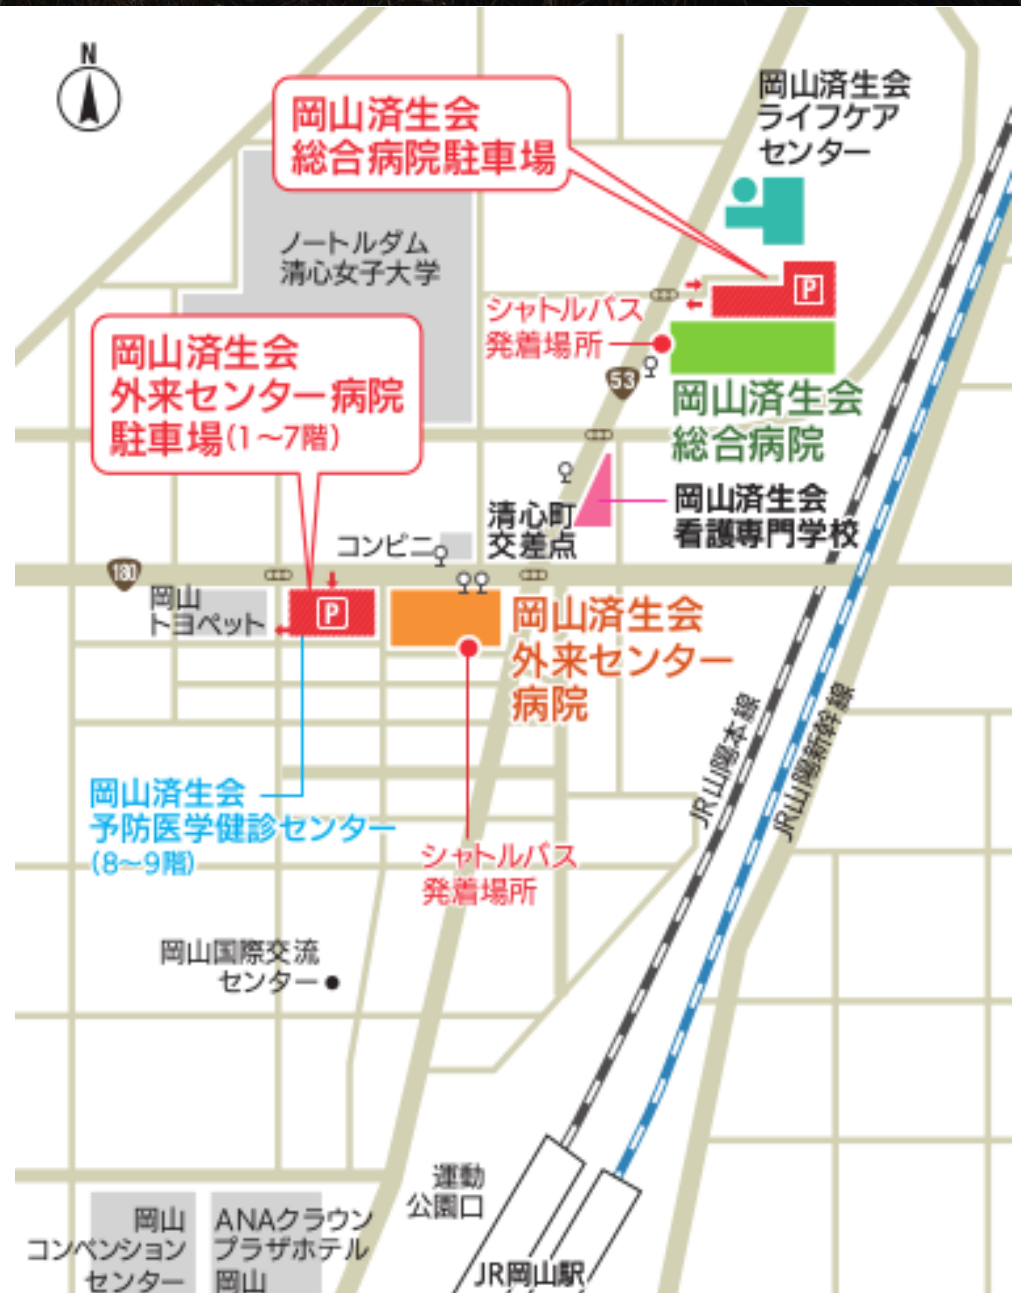 N
岡山済生会
総合病院駐車場
岡山済生会
ライフケア
センター
ノートルダム
清心女子大学
P
シャトルバス
発着場所
岡山済生会
外来センター病院
駐車場(1〜7階)
53
岡山済生会
総合病院
岡山済生会
看護専門学校
清心町
交差点
コンビニ
180
岡山
トヨペット
P
岡山済生会
外来センター
病院
JR山陽本線
JR山陽新幹線
岡山済生会
予防医学健診センター
(8〜9階)
シャトルバス
発着場所
岡山国際交流
センター
運動
公園口
岡山
コンベンション
センター
ANAクラウン
プラザホテル
岡山
JR岡山駅